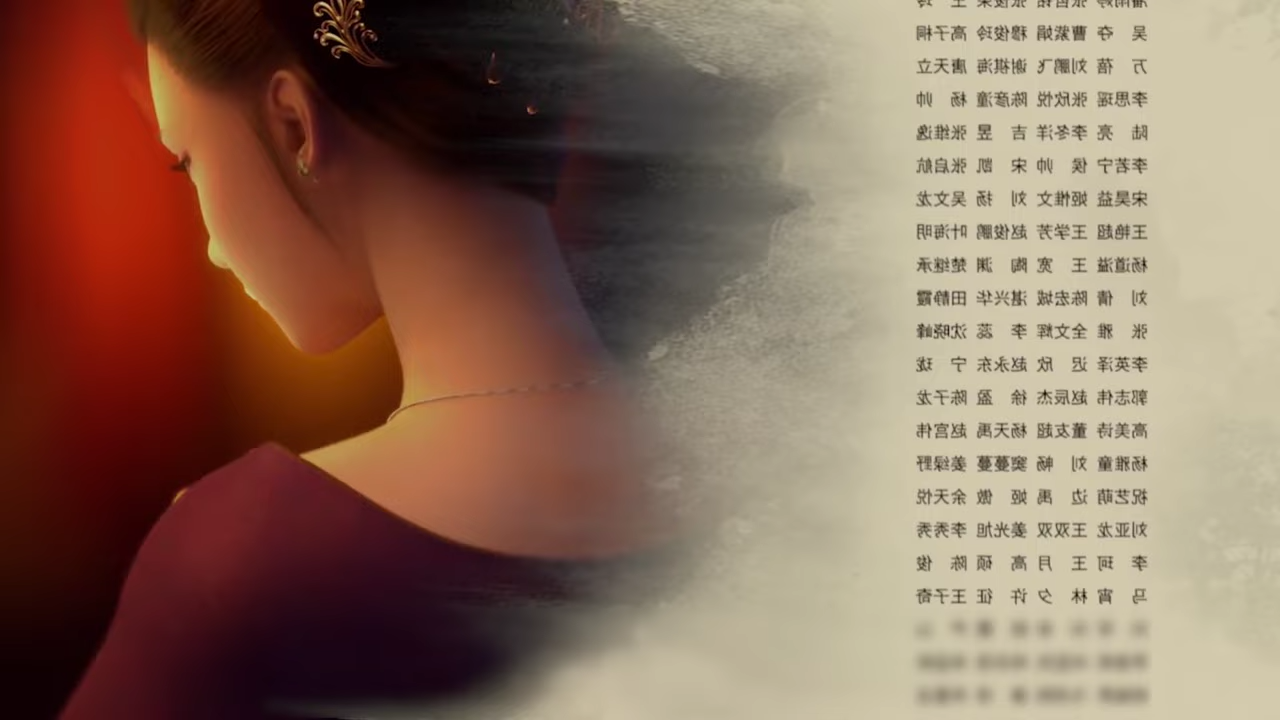 吴　夺 曹紫娟 穆俊玲 高子桐
万　蓓 刘鹏飞 谢祺海 唐天立
李思瑶 张欣悦 陈彦潼 杨　帅
陆　亮 李冬洋 吉　昱 张维逸
李若宁 侯　帅 宋　凯 张启航
宋昊益 姬惟文 刘　扬 吴文龙
王艳超 王学芳 赵俊鹏 叶海明
杨道溢 王　宽 陶　渊 楚继承
刘　倩 陈宏城 湛兴华 田静霞
张　雅 全文辉 李　蕊 沈晓峰
李英泽 迟　欣 赵永东 宁　珑
郭志伟 赵辰杰 徐　盈 陈子龙
高美诗 董友超 杨天禹 赵宫伟
杨雅童 刘　畅 窦蔓蔓 姜绿野
祝艺萌 边　禹 姬　傲 余天悦
刘亚龙 王双双 姜光旭 李秀秀
李　珂 王　月 高　硕 陈　俊
马　宵 林　夕 许　征 王子奇